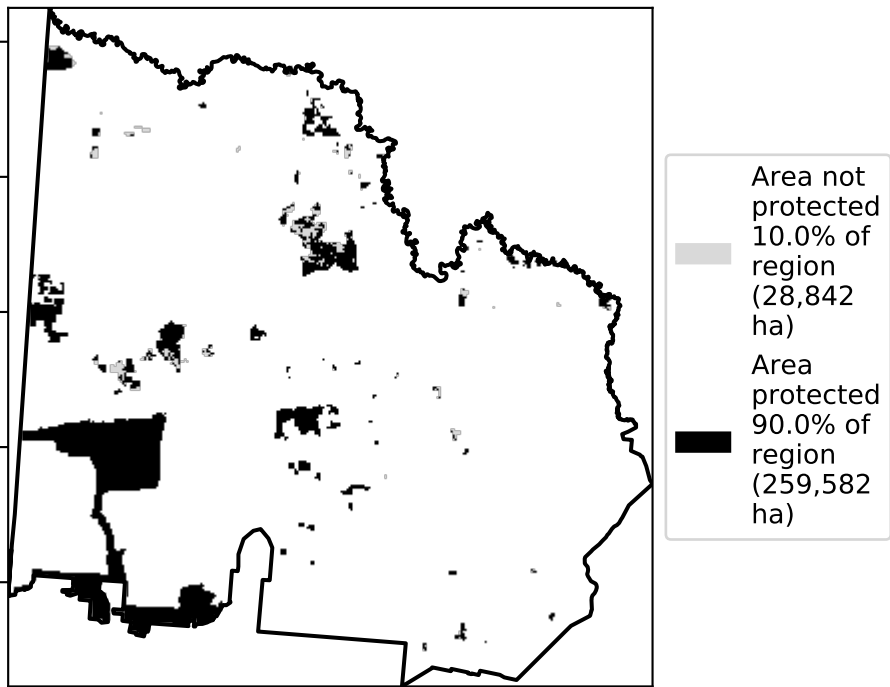 Area not
protected
10.0% of
region
(28,842
ha)
Area
protected
90.0% of
region
(259,582
ha)